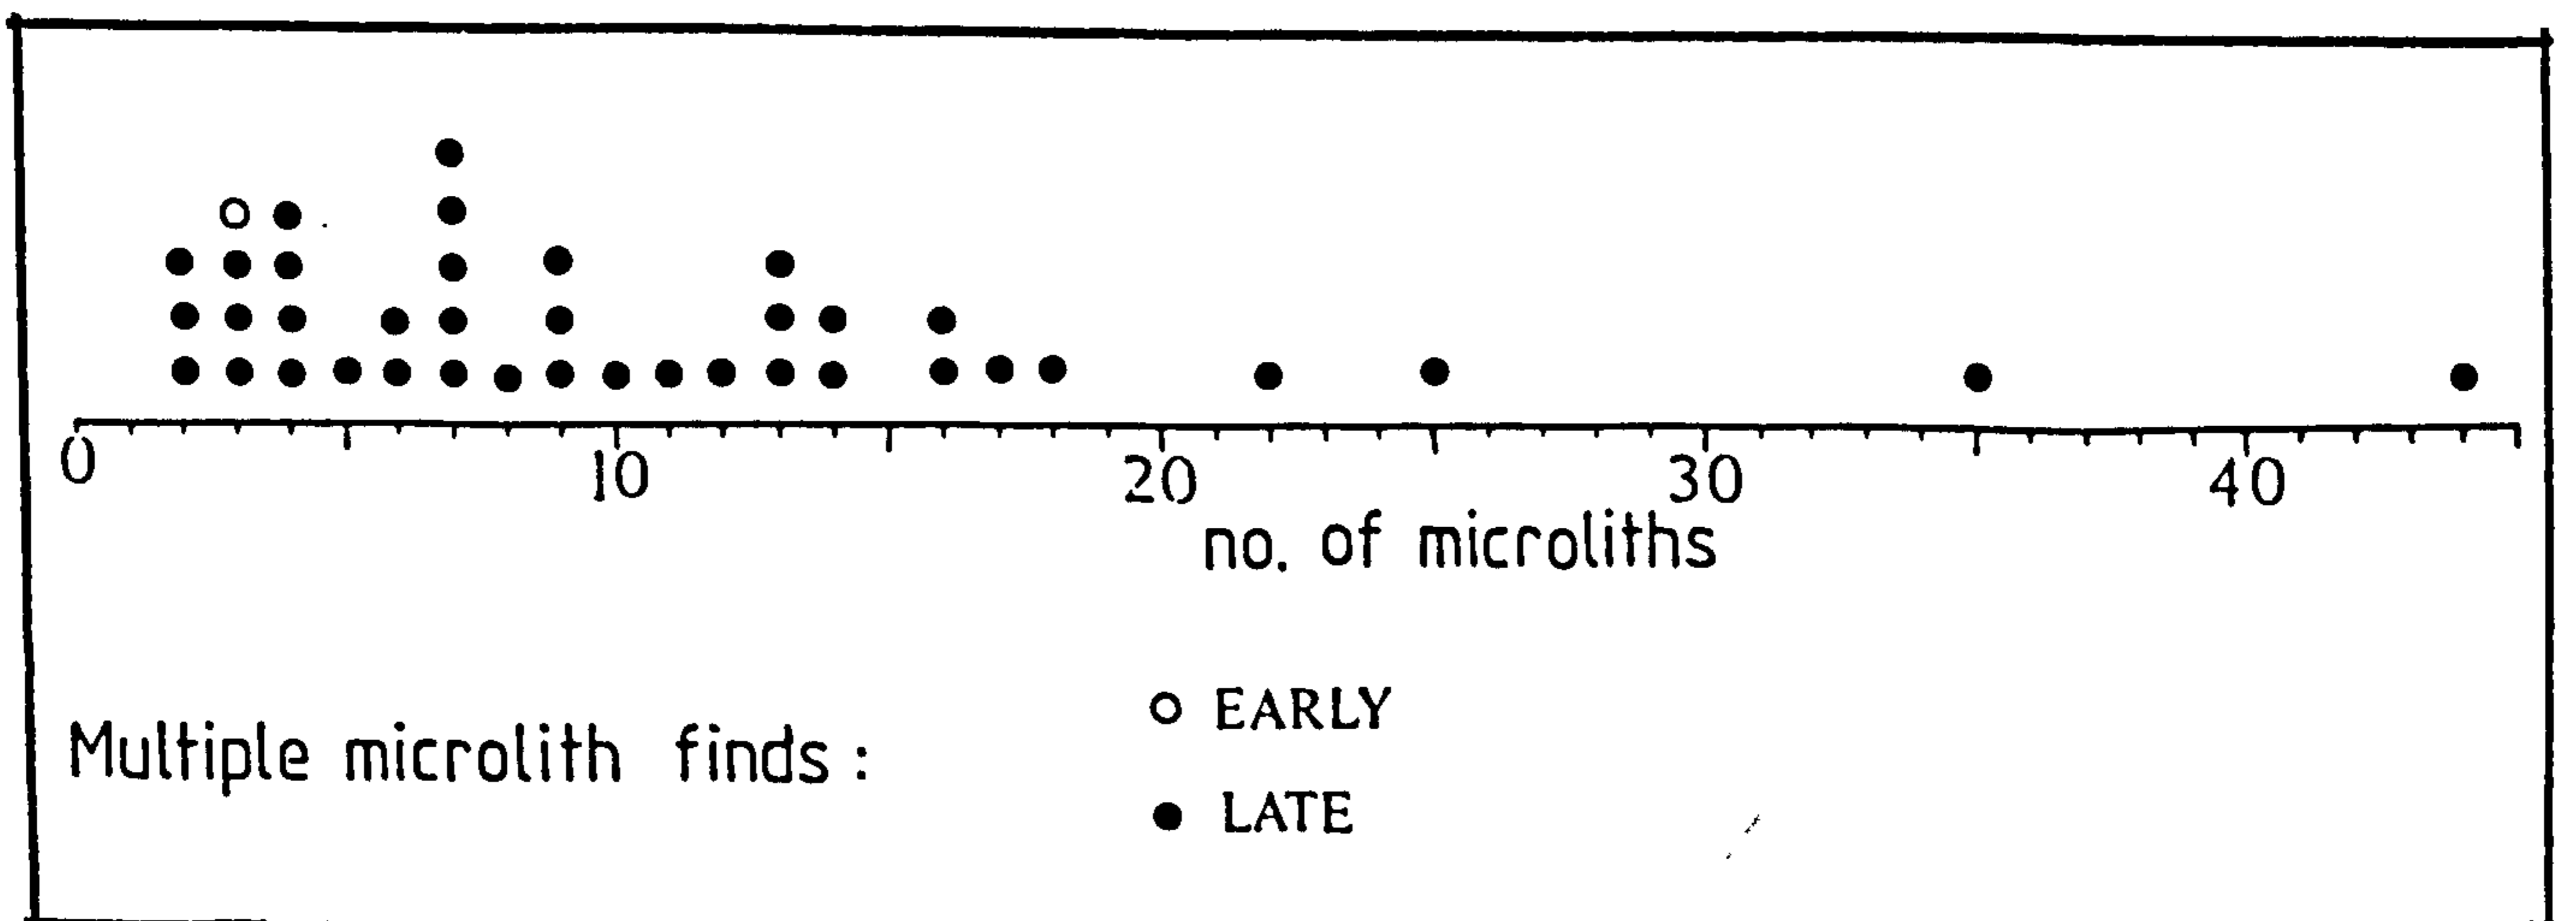 0 10 20 30 40
no. of microliths
Multiple microlith finds :
EARLY
LATE